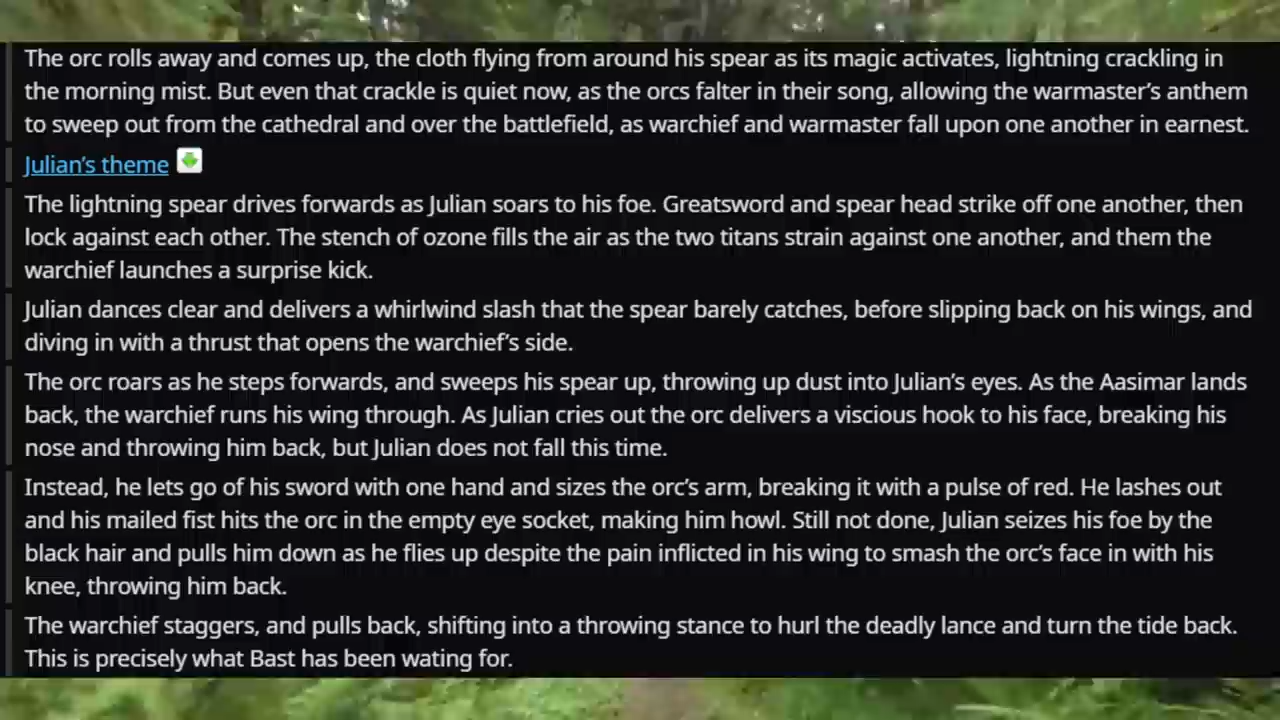 The orc rolls away and comes up, the cloth flying from around his spear as its magic activates, lightning crackling in
the morning mist. But even that crackle is quiet now, as the orcs falter in their song, allowing the warmaster’s anthem
to sweep out from the cathedral and over the battlefield, as warchief and warmaster fall upon one another in earnest.
Julian’s theme
The lightning spear drives forwards as Julian soars to his foe. Greatsword and spear head strike off one another, then
lock against each other. The stench of ozone fills the air as the two titans strain against one another, and them the
warchief launches a surprise kick.
Julian dances clear and delivers a whirlwind slash that the spear barely catches, before slipping back on his wings, and
diving in with a thrust that opens the warchief’s side.
The orc roars as he steps forwards, and sweeps his spear up, throwing up dust into Julian’s eyes. As the Aasimar lands
back, the warchief runs his wing through. As Julian cries out the orc delivers a viscious hook to his face, breaking his
nose and throwing him back, but Julian does not fall this time.
Instead, he lets go of his sword with one hand and sizes the orc’s arm, breaking it with a pulse of red. He lashes out
and his mailed fist hits the orc in the empty eye socket, making him howl. Still not done, Julian seizes his foe by the
black hair and pulls him down as he flies up despite the pain inflicted in his wing to smash the orc’s face in with his
knee, throwing him back.
The warchief staggers, and pulls back, shifting into a throwing stance to hurl the deadly lance and turn the tide back.
This is precisely what Bast has been wating for.